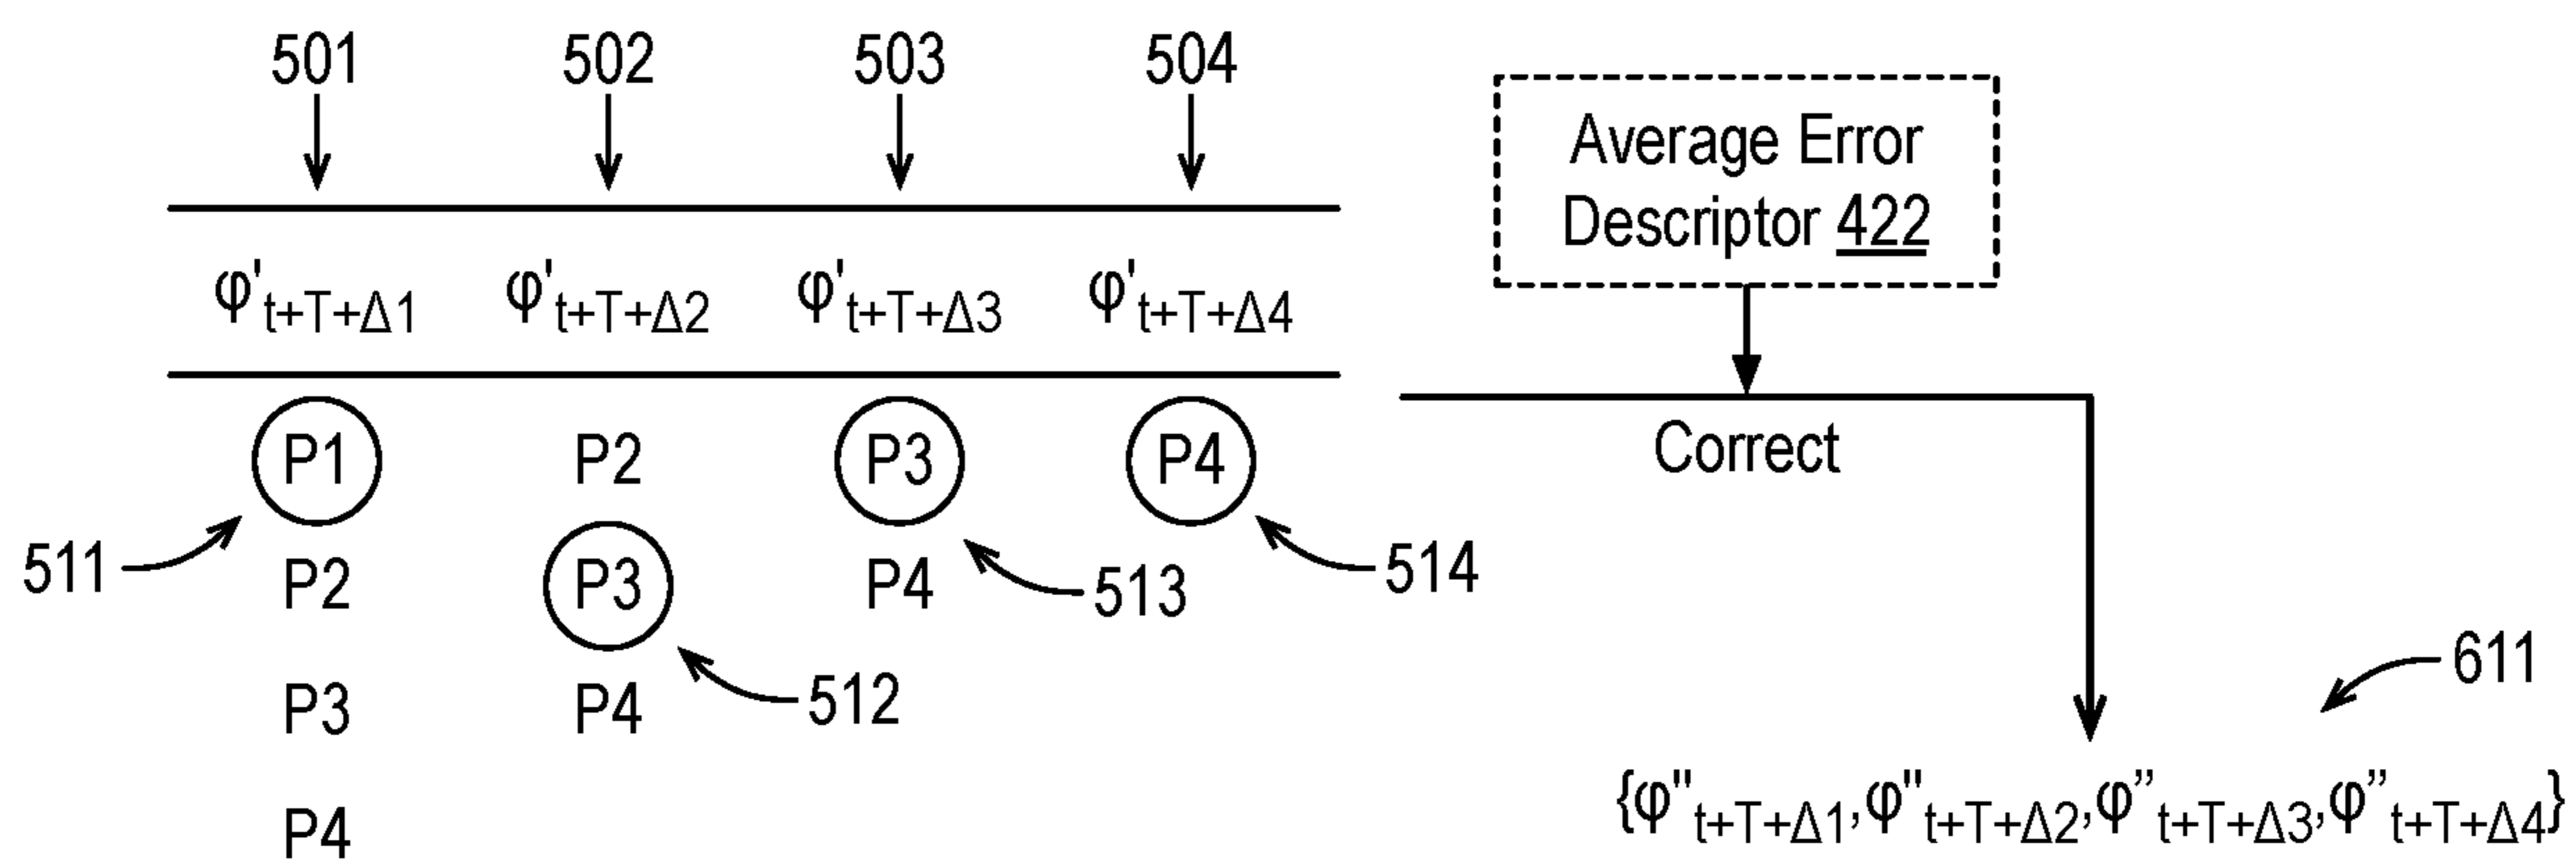 501 502 503 504
Average Error
Descriptor 422
φ't+T+Δ1 φ't+T+Δ2 φ't+T+Δ3 φ't+T+Δ4
P1 P2 P3 P4
Correct
511 P2 P3 P4 513 514
P3 P4 512 611
{φ"t+T+Δ1,φ"t+T+Δ2,φ”t+T+Δ3,φ”t+T+Δ4}
P4